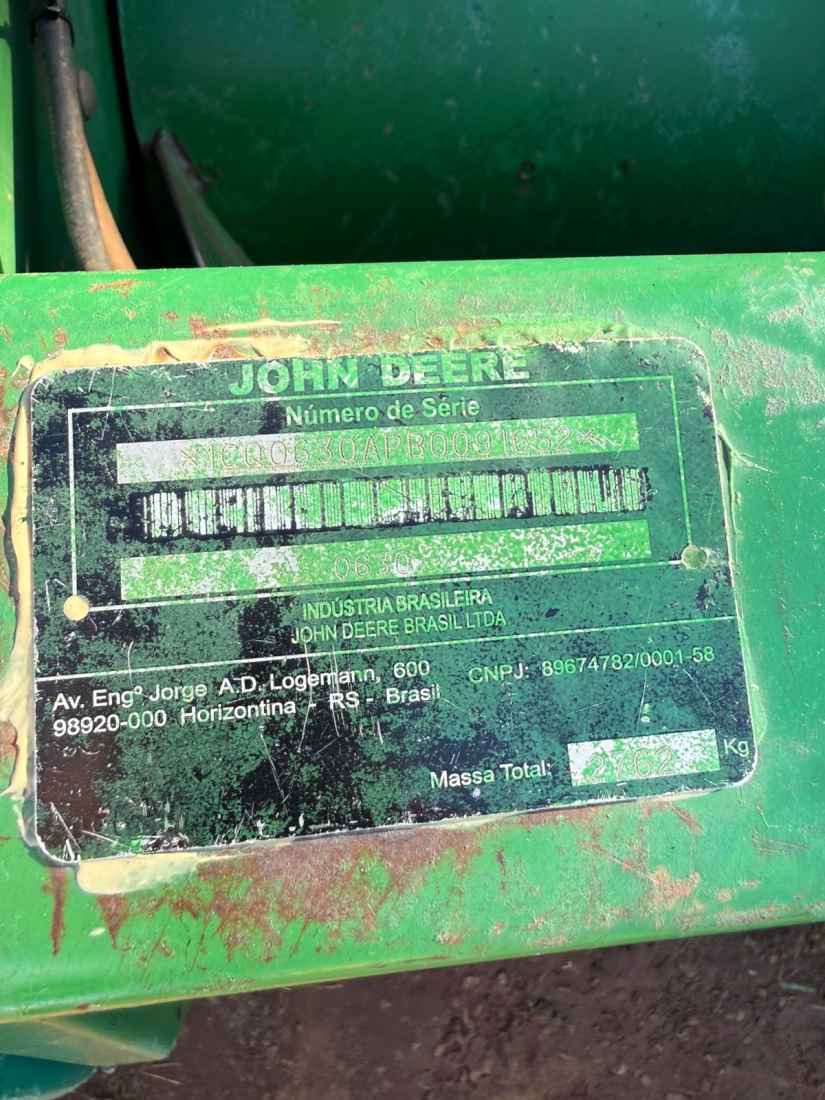 JOHN DEERE
Número de Série
0630
INDÚSTRIA BRASILEIRA
JOHN DEERE BRASIL LTDA
Av. Engº Jorge A.D. Logemann, 600
CNPJ: 89674782/0001-58
98920-000 Horizontina - RS - Brasil
Massa Total: 2762 Kg